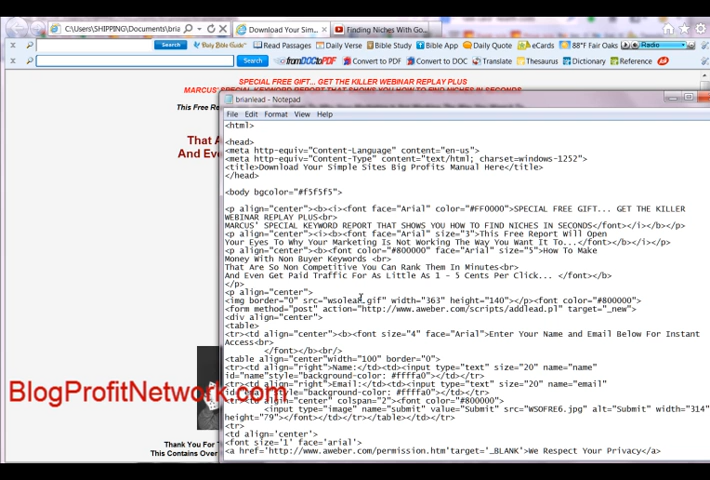 C:\Users\SHIPPING\Documents\brie
Download Your Sim...
Finding Niches With Go...
Search
Holy Bible Guide
Read Passages
Daily Verse
Bible Study
Bible App
Daily Quote
eCards
88°F Fair Oaks
Radio
Search
fromDOCtoPDF
Convert to PDF
Convert to DOC
Translate
Thesaurus
Dictionary
Reference
SPECIAL FREE GIFT... GET THE KILLER WEBINAR REPLAY PLUS
MARCUS' SPECIAL KEYWORD REPORT THAT SHOWS YOU HOW TO FIND NICHES IN SECONDS
This Free Re
That A
And Eve
brianlead - Notepad
File Edit Format View Help
<html>
<head>
<meta http-equiv="Content-Language" content="en-us">
<meta http-equiv="Content-Type" content="text/html; charset=windows-1252">
<title>Download Your Simple Sites Big Profits Manual Here</title>
</head>
<body bgcolor="#f5f5f5">
<p align="center"><b><i><font face="Arial" color="#FF0000">SPECIAL FREE GIFT... GET THE KILLER
WEBINAR REPLAY PLUS<br>
MARCUS' SPECIAL KEYWORD REPORT THAT SHOWS YOU HOW TO FIND NICHES IN SECONDS</font></i></b></p>
<p align="center"><i><b><font face="Arial" size="3">This Free Report Will Open
Your Eyes To Why Your Marketing Is Not Working The Way You Want It To...</font></b></i></p>
<p align="center"><b><font color="#800000" face="Arial" size="5">How To Make
Money With Non Buyer Keywords <br>
That Are So Non Competitive You Can Rank Them In Minutes<br>
And Even Get Paid Traffic For As Little As 1 - 5 Cents Per Click... </font></b>
</p>
<p align="center">
<img border="0" src="wsolead.gif" width="363" height="140"></p><font color="#800000">
<form method="post" action="http://www.aweber.com/scripts/addlead.pl" target="_new">
<div align="center">
<table>
<tr><td align="center"><b><font size="4" face="Arial">Enter Your Name and Email Below For Instant
Access<br>
</font></b><br/>
<table align="center"width="100" border="0">
<tr><td align="right">Name:</td><td><input type="text" size="20" name="name"
id="name"style="background-color: #ffffa0"></td></tr>
<tr><td align="right">Email:</td><td><input type="text" size="20" name="email"
id="email"style="background-color: #ffffa0"></td></tr>
<tr><td align="center" colspan="2"><font color="#800000">
<input type="image" name="submit" value="Submit" src="WSOFRE6.jpg" alt="Submit" width="314"
height="79"></font></td></tr></table></td></tr>
<tr>
<td align='center'>
<font size='1' face='arial'>
<a href='http://www.aweber.com/permission.htm'target='_BLANK'>We Respect Your Privacy</a>
BlogProfitNetwork.com
Thank You For
This Contains Over